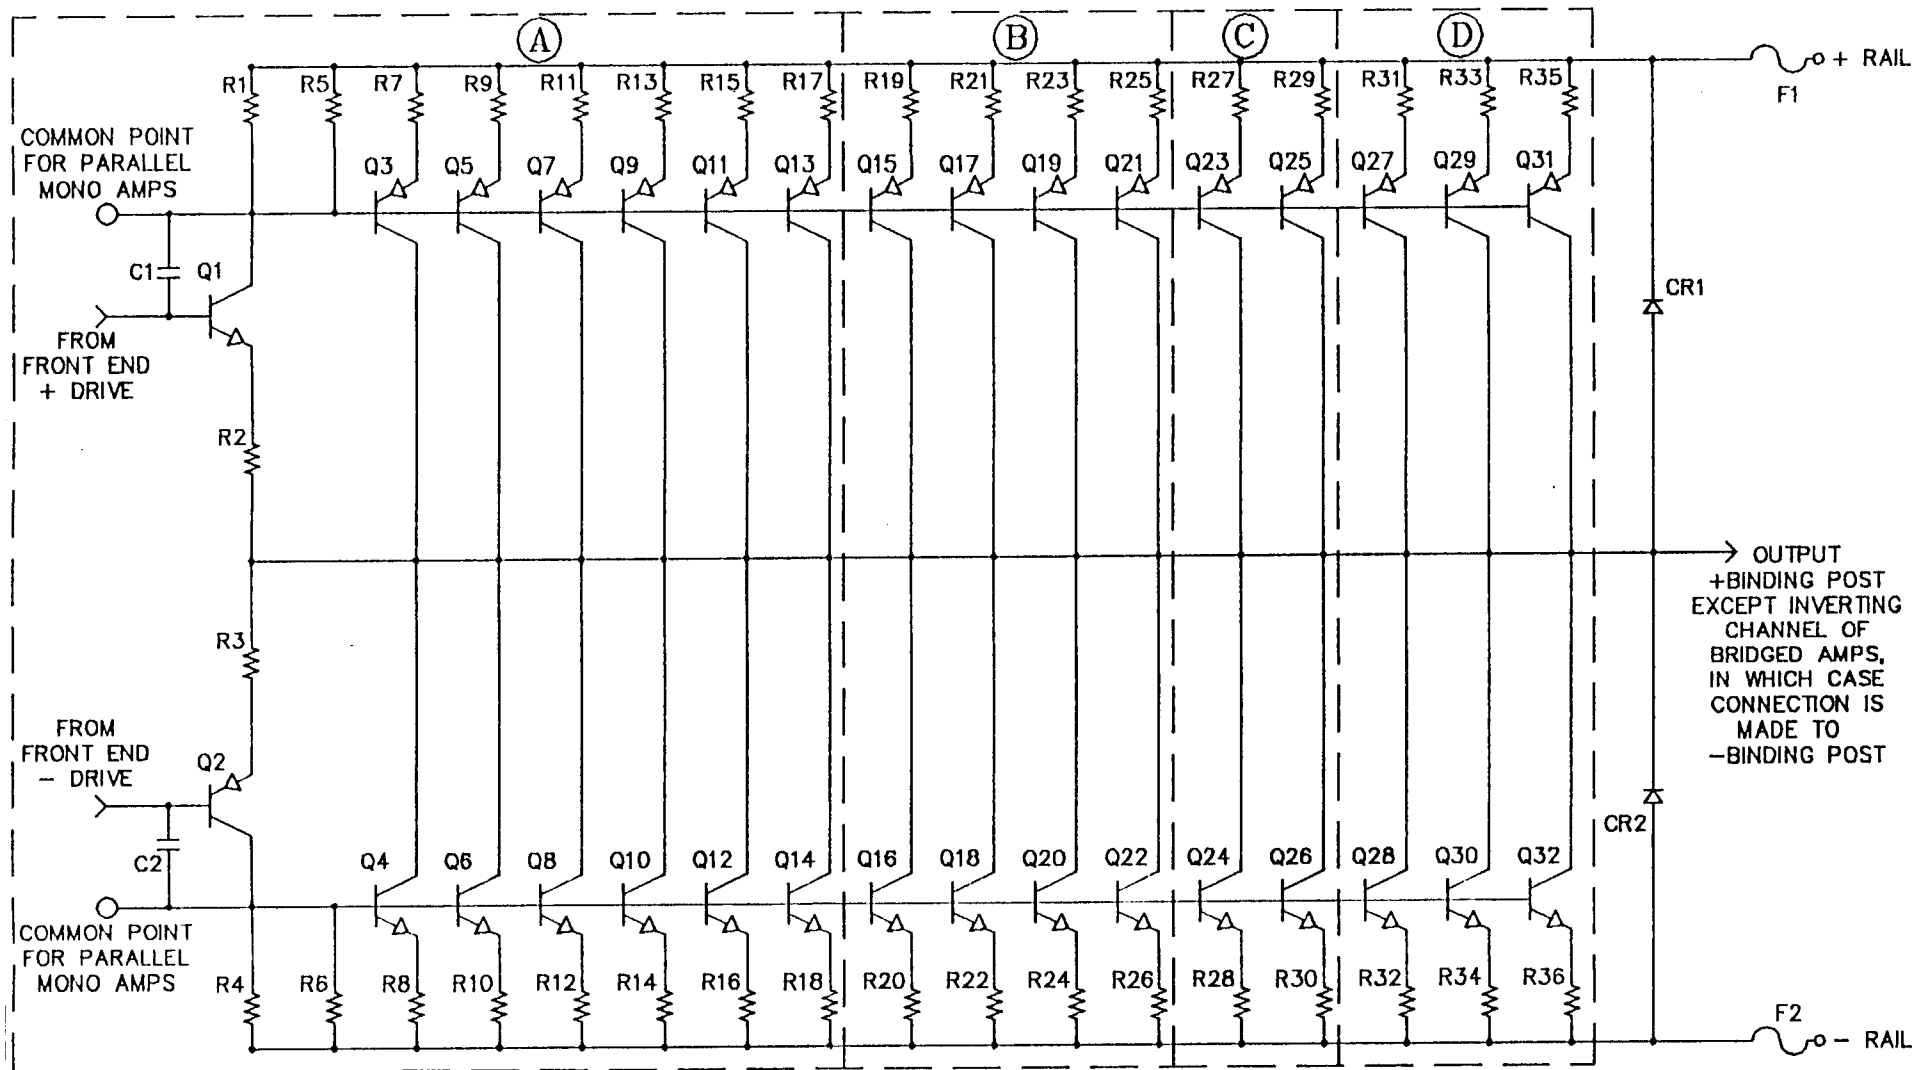 A B C D
R1 R5 R7 R9 R11 R13 R15 R17 R19 R21 R23 R25 R27 R29 R31 R33 R35
+ RAIL
F1
COMMON POINT
FOR PARALLEL
MONO AMPS
Q3 Q5 Q7 Q9 Q11 Q13 Q15 Q17 Q19 Q21 Q23 Q25 Q27 Q29 Q31
C1 Q1
CR1
FROM
FRONT END
+ DRIVE
R2
OUTPUT
+BINDING POST
EXCEPT INVERTING
CHANNEL OF
BRIDGED AMPS,
IN WHICH CASE
CONNECTION IS
MADE TO
-BINDING POST
R3
FROM
FRONT END
- DRIVE
Q2
CR2
C2
Q4 Q6 Q8 Q10 Q12 Q14 Q16 Q18 Q20 Q22 Q24 Q26 Q28 Q30 Q32
COMMON POINT
FOR PARALLEL
MONO AMPS
R4 R6 R8 R10 R12 R14 R16 R18 R20 R22 R24 R26 R28 R30 R32 R34 R36
F2
- RAIL